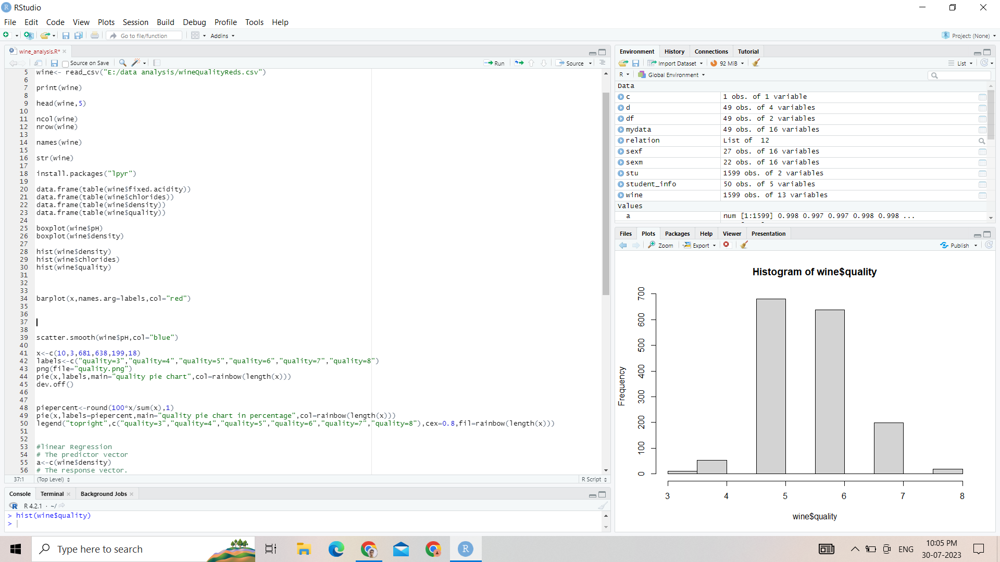 RStudio
File Edit Code View Plots Session Build Debug Profile Tools Help
Go to file/function Addins Project: (None)
wine_analysis.R*
Source on Save Run Source
5 wine<- read_csv("E:/data analysis/wineQualityReds.csv")
6
7 print(wine)
8
9 head(wine,5)
10
11 ncol(wine)
12 nrow(wine)
13
14 names(wine)
15
16 str(wine)
17
18 install.packages("lpyr")
19
20 data.frame(table(wine$fixed.acidity))
21 data.frame(table(wine$chlorides))
22 data.frame(table(wine$density))
23 data.frame(table(wine$quality))
24
25 boxplot(wine$pH)
26 boxplot(wine$density)
27
28 hist(wine$density)
29 hist(wine$chlorides)
30 hist(wine$quality)
31
32
33
34 barplot(x,names.arg=labels,col="red")
35
36
37
38
39 scatter.smooth(wine$pH,col="blue")
40
41 x<-c(10,3,681,638,199,18)
42 labels<-c("quality=3","quality=4","quality=5","quality=6","quality=7","quality=8")
43 png(file="quality.png")
44 pie(x,labels,main="quality pie chart",col=rainbow(length(x)))
45 dev.off()
46
47
48 piepercent<-round(100*x/sum(x),1)
49 pie(x,labels=piepercent,main="quality pie chart in percentage",col=rainbow(length(x)))
50 legend("topright",c("quality=3","quality=4","quality=5","quality=6","quality=7","quality=8"),cex=0.8,fil=rainbow(length(x)))
51
52
53 #linear Regression
54 # The predictor vector
55 a<-c(wine$density)
56 # The response vector.
37:1 (Top Level) R Script
Console Terminal Background Jobs
R 4.2.1 · ~/
> hist(wine$quality)
>
Environment History Connections Tutorial
Import Dataset 92 MiB List
R Global Environment
Data
c 1 obs. of 1 variable
d 49 obs. of 4 variables
df 49 obs. of 2 variables
mydata 49 obs. of 16 variables
relation List of 12
sexf 27 obs. of 16 variables
sexm 22 obs. of 16 variables
stu 1599 obs. of 2 variables
student_info 50 obs. of 5 variables
wine 1599 obs. of 13 variables
Values
a num [1:1599] 0.998 0.997 0.997 0.998 0.998 ...
Files Plots Packages Help Viewer Presentation
Zoom Export Publish
Histogram of wine$quality
Frequency
700
600
500
400
300
200
100
0
3 4 5 6 7 8
wine$quality
Type here to search
ENG
10:05 PM
30-07-2023